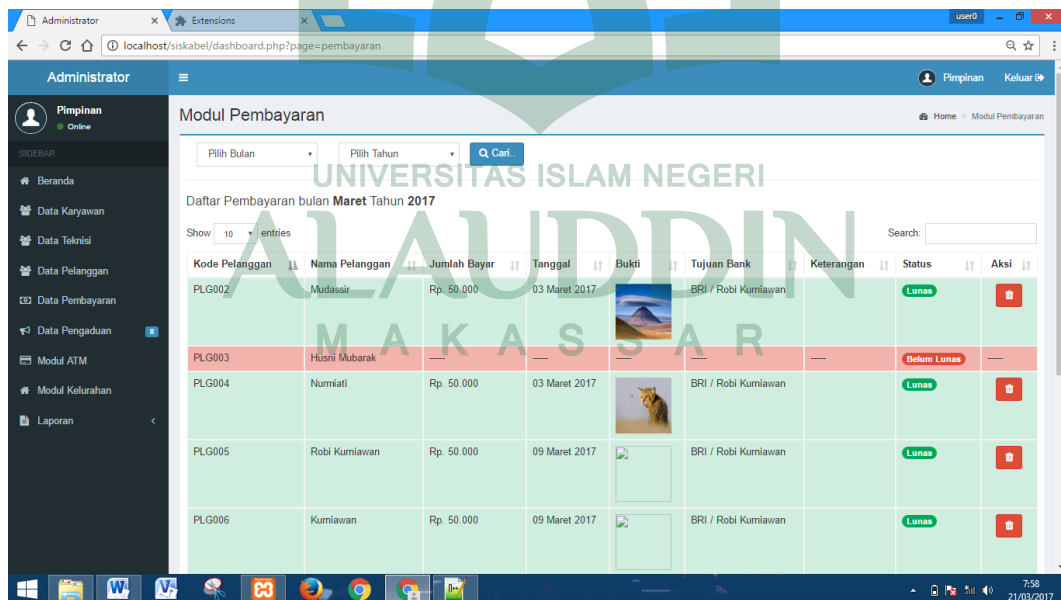 Administrator
Extensions
user0
localhost/siskabel/dashboard.php?page=pembayaran
Administrator
Pimpinan
Keluar
Pimpinan
Online
Modul Pembayaran
Home > Modul Pembayaran
SIDEBAR
Beranda
Data Karyawan
Data Teknisi
Data Pelanggan
Data Pembayaran
Data Pengaduan 0
Modul ATM
Modul Kelurahan
Laporan
Pilih Bulan Pilih Tahun Cari..
UNIVERSITAS ISLAM NEGERI
ALAUDDIN
MAKASSAR
Daftar Pembayaran bulan Maret Tahun 2017
Show 10 entries Search:
Kode Pelanggan Nama Pelanggan Jumlah Bayar Tanggal Bukti Tujuan Bank Keterangan Status Aksi
PLG002 Mudassir Rp. 50.000 03 Maret 2017 BRI / Robi Kurniawan Lunas
PLG003 Husni Mubarak ----- ----- ----- ----- ----- Belum Lunas -----
PLG004 Nurmiati Rp. 50.000 03 Maret 2017 BRI / Robi Kurniawan Lunas
PLG005 Robi Kurniawan Rp. 50.000 09 Maret 2017 BRI / Robi Kurniawan Lunas
PLG006 Kurniawan Rp. 50.000 09 Maret 2017 BRI / Robi Kurniawan Lunas
7:58
21/03/2017